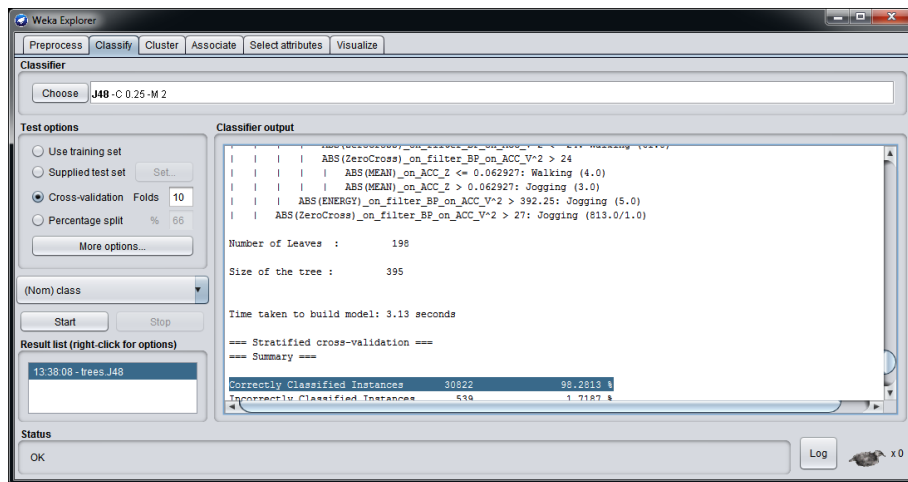 Weka Explorer
Preprocess Classify Cluster Associate Select attributes Visualize
Classifier
Choose J48 -C 0.25 -M 2
Test options
Use training set
Supplied test set Set...
Cross-validation Folds 10
Percentage split % 66
More options...
(Nom) class
Start Stop
Result list (right-click for options)
13:38:08 - trees.J48
Classifier output
| | | | ABS(ZeroCross)_on_filter_BP_on_ACC_V^2 > 24
| | | | | ABS(MEAN)_on_ACC_Z <= 0.062927: Walking (4.0)
| | | | | ABS(MEAN)_on_ACC_Z > 0.062927: Jogging (3.0)
| | | ABS(ENERGY)_on_filter_BP_on_ACC_V^2 > 392.25: Jogging (5.0)
| | ABS(ZeroCross)_on_filter_BP_on_ACC_V^2 > 27: Jogging (813.0/1.0)
Number of Leaves : 198
Size of the tree : 395
Time taken to build model: 3.13 seconds
=== Stratified cross-validation ===
=== Summary ===
Correctly Classified Instances 30822 98.2813 %
Incorrectly Classified Instances 539 1.7187 %
Status
OK
Log x 0